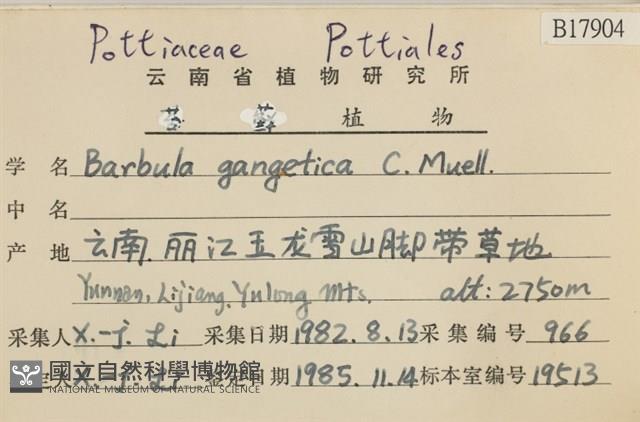 B17904
Pottiaceae Pottiales
云南省植物研究所
苔藓植物
学名 Barbula gangetica C. Muell.
中名
产地 云南.丽江玉龙雪山脚带草地
Yunnan, Lijiang, Yulong Mts. alt: 2750m
采集人 X.-J. Li 采集日期 1982.8.13 采集编号 966
國立自然科學博物館
X.-J. Li 鉴定日期 1985.11.14 标本室编号 19513
NATIONAL MUSEUM OF NATURAL SCIENCE